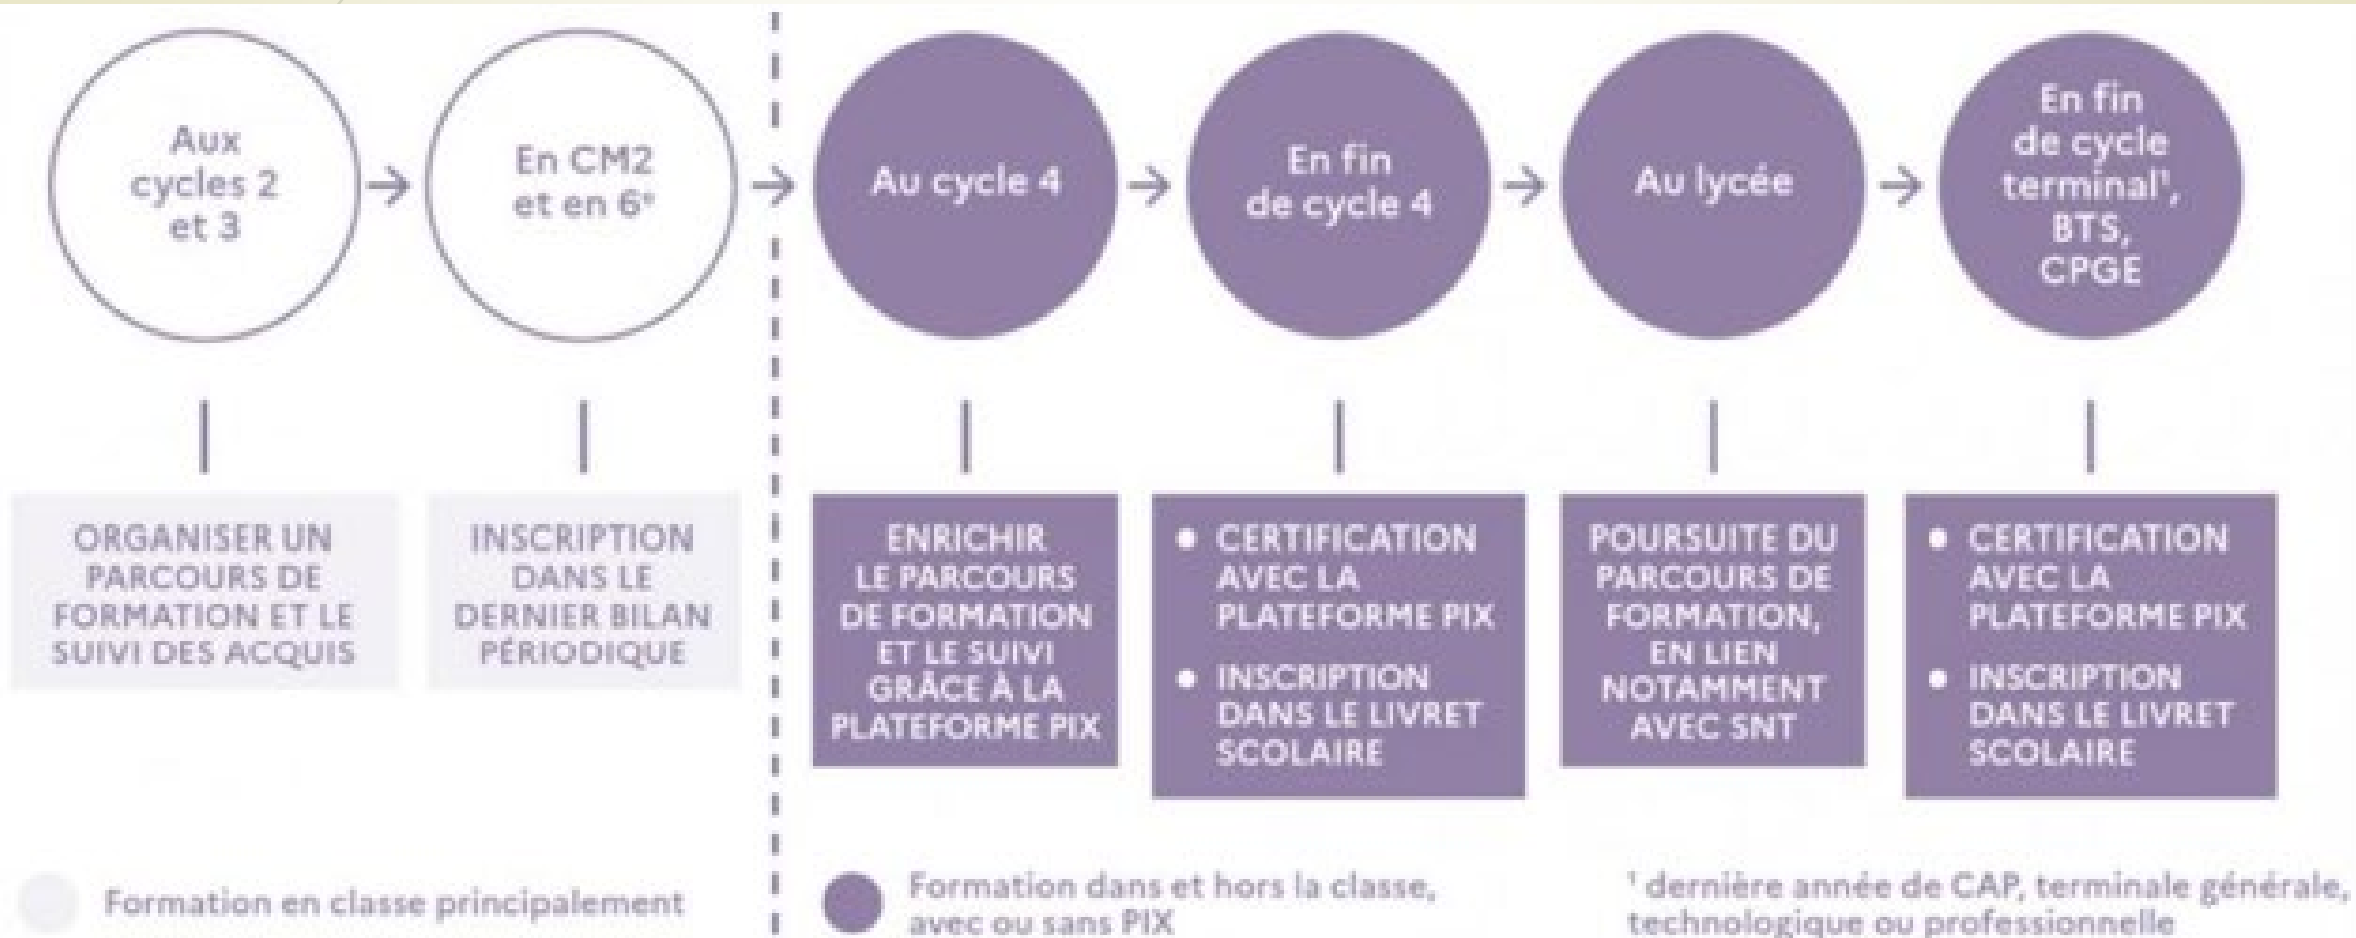 Aux
cycles 2
et 3
En CM2
et en 6e
Au cycle 4
En fin
de cycle 4
Au lycée
En fin
de cycle
terminal¹,
BTS,
CPGE
ORGANISER UN
PARCOURS DE
FORMATION ET LE
SUIVI DES ACQUIS
INSCRIPTION
DANS LE
DERNIER BILAN
PÉRIODIQUE
ENRICHIR
LE PARCOURS
DE FORMATION
ET LE SUIVI
GRÂCE À LA
PLATEFORME PIX
• CERTIFICATION
AVEC LA
PLATEFORME PIX
• INSCRIPTION
DANS LE LIVRET
SCOLAIRE
POURSUITE DU
PARCOURS DE
FORMATION,
EN LIEN
NOTAMMENT
AVEC SNT
• CERTIFICATION
AVEC LA
PLATEFORME PIX
• INSCRIPTION
DANS LE LIVRET
SCOLAIRE
Formation en classe principalement
Formation dans et hors la classe,
avec ou sans PIX
¹ dernière année de CAP, terminale générale,
technologique ou professionnelle